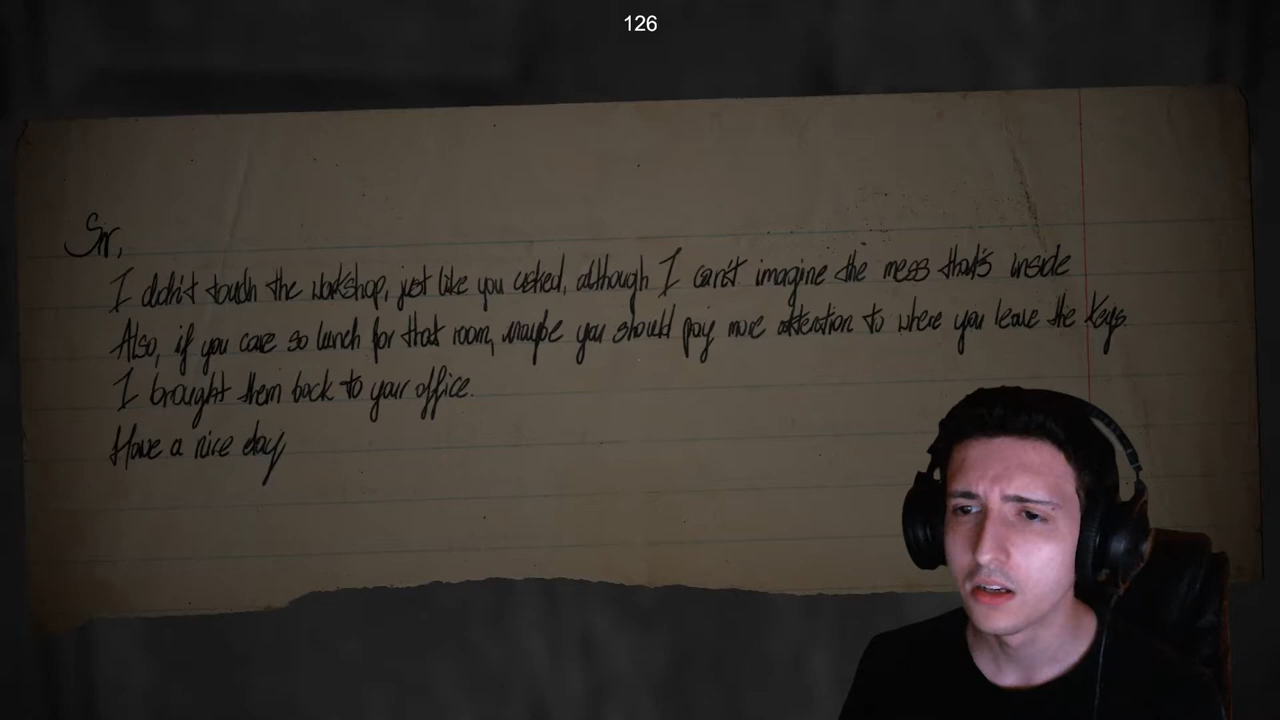 126
Sir,
I didn't touch the workshop, just like you asked, although I can't imagine the mess that's inside
Also, if you care so much for that room, maybe you should pay more attention to where you leave the keys.
I brought them back to your office.
Have a nice day